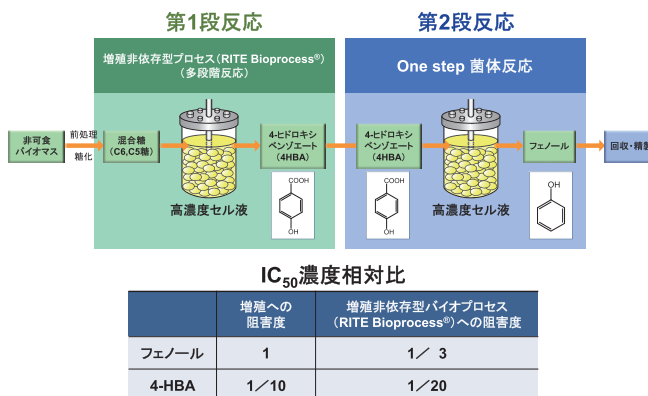 第1段反応
第2段反応
増殖非依存型プロセス（RITE Bioprocess®）
（多段階反応）
One step 菌体反応
非可食
バイオマス
前処理
糖化
混合糖
（C6,C5糖）
高濃度セル液
4-ヒドロキシ
ベンゾエート
（4HBA）
COOH
OH
4-ヒドロキシ
ベンゾエート
（4HBA）
COOH
OH
高濃度セル液
フェノール
OH
回収・精製
IC50濃度相対比
増殖への
阻害度
増殖非依存型バイオプロセス
（RITE Bioprocess®）への阻害度
フェノール
1
1／ 3
4-HBA
1／10
1／20